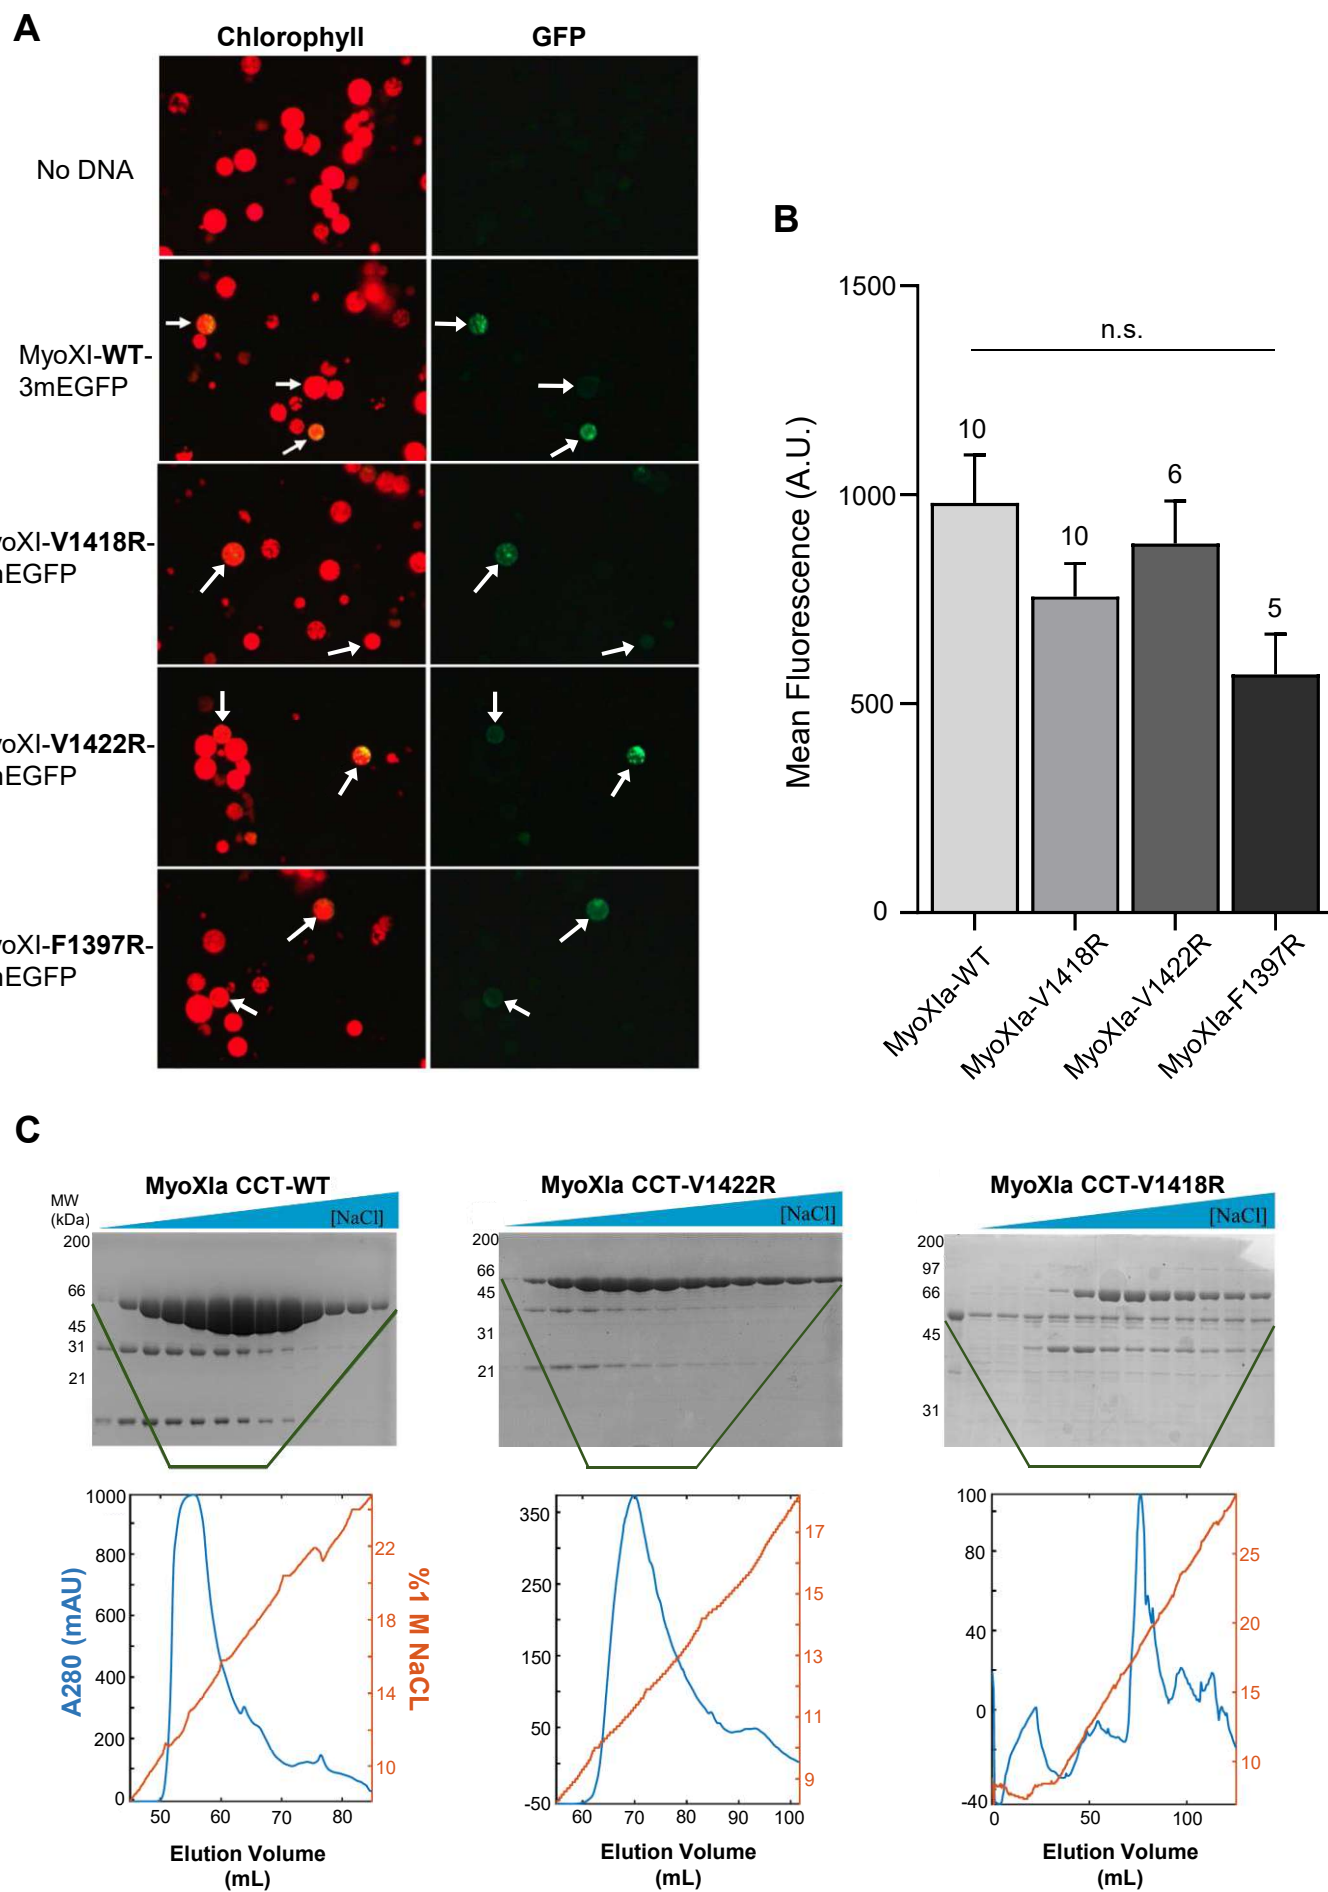 A
Chlorophyll GFP
No DNA
MyoXI-WT-
3mEGFP
oXI-V1418R-
EGFP
oXI-V1422R-
EGFP
oXI-F1397R-
EGFP
B
1500
1000
500
0
Mean Fluorescence (A.U.)
n.s.
10
10
6
5
MyoXIa-WT
MyoXIa-V1418R
MyoXIa-V1422R
MyoXIa-F1397R
C
MyoXIa CCT-WT
MW
(kDa)
[NaCl]
200
66
45
31
21
1000
800
600
400
200
0
A280 (mAU)
22
18
14
10
%1 M NaCL
50 60 70 80
Elution Volume
(mL)
MyoXIa CCT-V1422R
[NaCl]
200
66
45
31
21
350
250
150
50
-50
17
15
13
11
9
60 70 80 90 100
Elution Volume
(mL)
MyoXIa CCT-V1418R
[NaCl]
200
97
66
45
31
100
80
40
0
-40
25
20
15
10
0 50 100
Elution Volume
(mL)